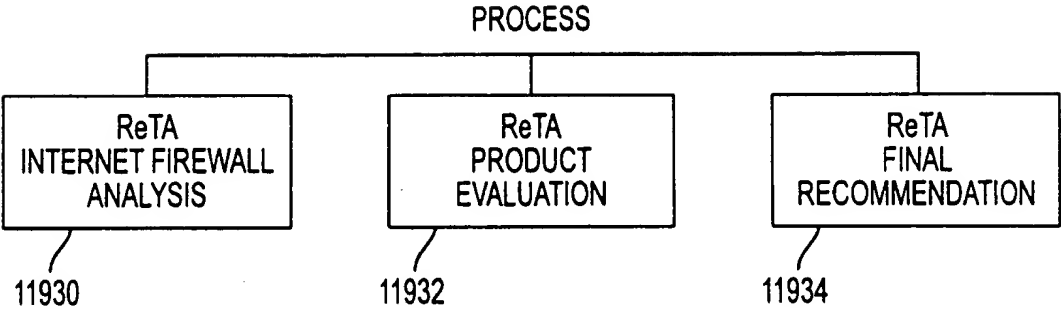 PROCESS
ReTA
INTERNET FIREWALL
ANALYSIS
ReTA
PRODUCT
EVALUATION
ReTA
FINAL
RECOMMENDATION
11930
11932
11934